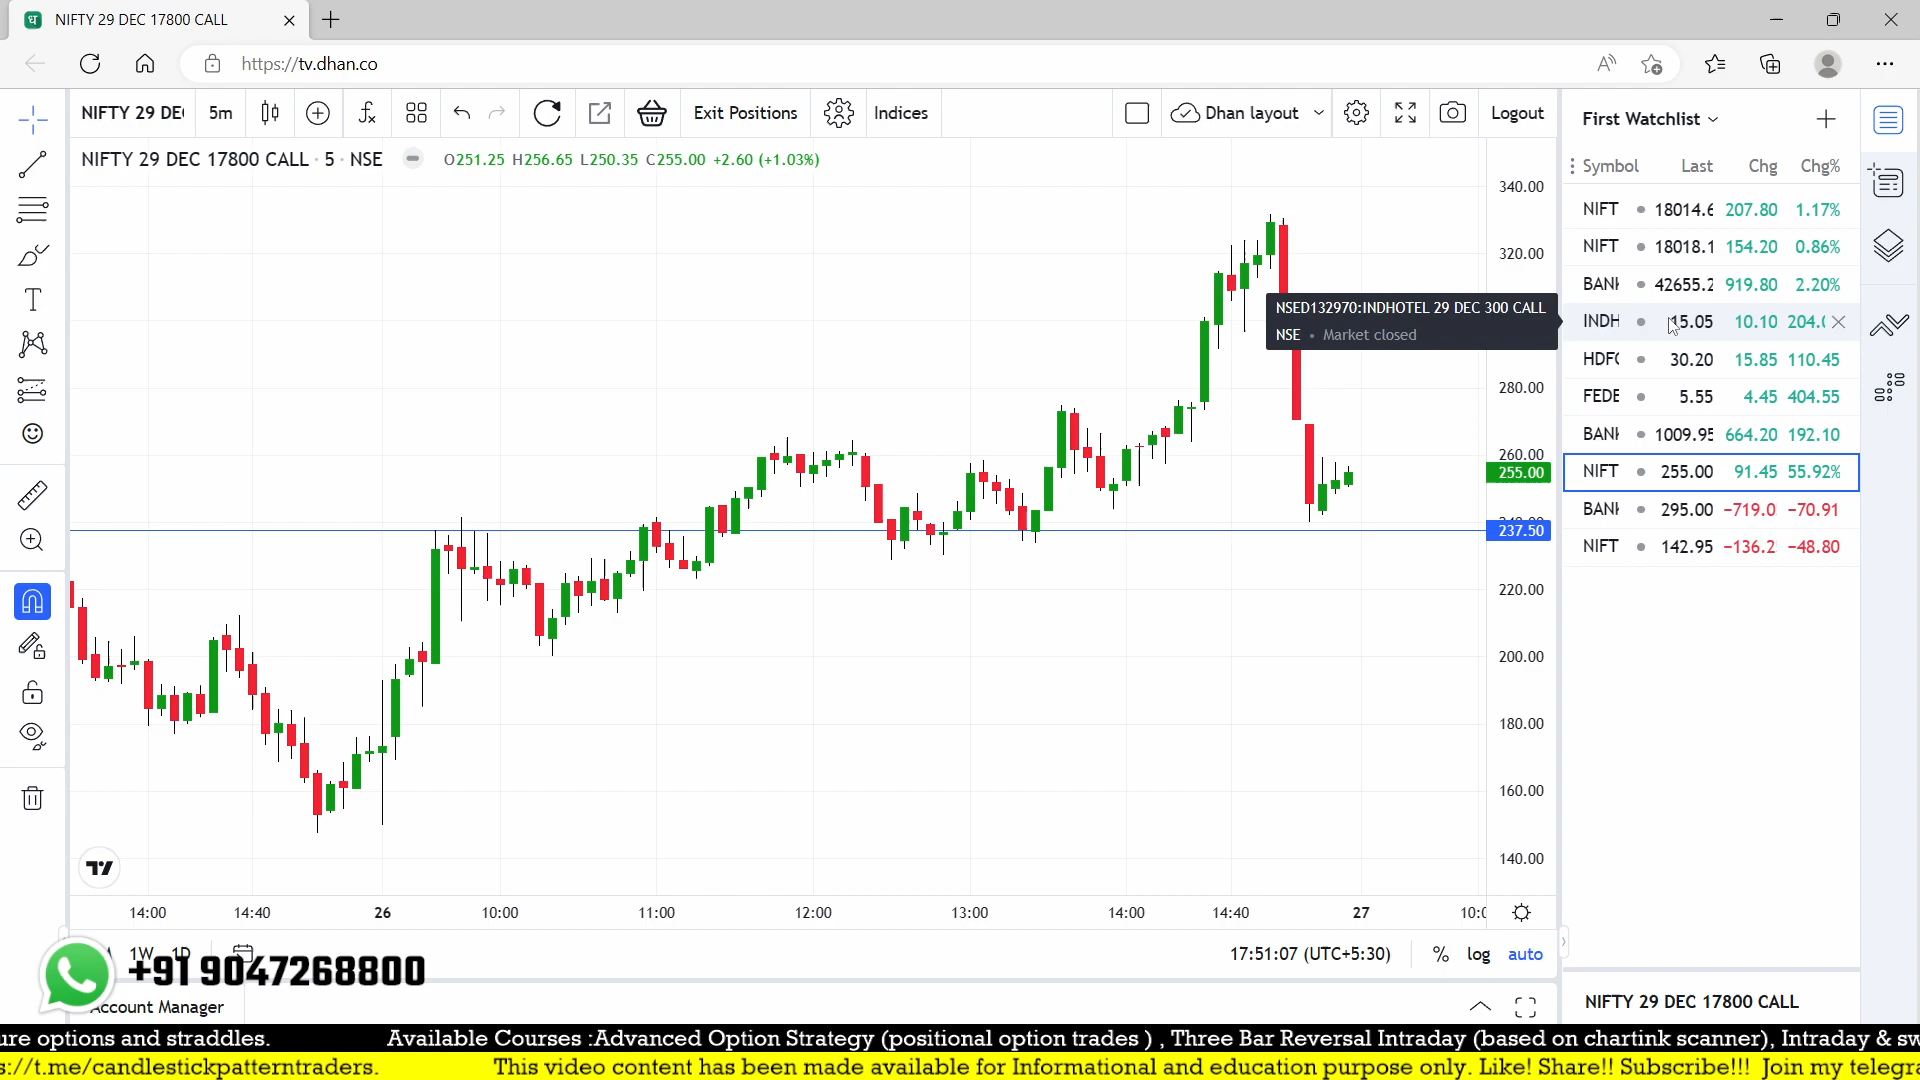 NIFTY 29 DEC 17800 CALL
https://tv.dhan.co
NIFTY 29 DE 5m Exit Positions Indices Dhan layout Logout
NIFTY 29 DEC 17800 CALL · 5 · NSE O251.25 H256.65 L250.35 C255.00 +2.60 (+1.03%)
340.00
320.00
280.00
260.00
255.00
237.50
220.00
200.00
180.00
160.00
140.00
NSED132970:INDHOTEL 29 DEC 300 CALL
NSE • Market closed
14:00 14:40 26 10:00 11:00 12:00 13:00 14:00 14:40 27 10:0
1W 1D 17:51:07 (UTC+5:30) % log auto
+91 9047268800
Account Manager
First Watchlist
Symbol Last Chg Chg%
NIFT 18014.6 207.80 1.17%
NIFT 18018.1 154.20 0.86%
BANK 42655.2 919.80 2.20%
INDH 15.05 10.10 204.0
HDFC 30.20 15.85 110.45
FEDE 5.55 4.45 404.55
BANK 1009.95 664.20 192.10
NIFT 255.00 91.45 55.92%
BANK 295.00 −719.0 −70.91
NIFT 142.95 −136.2 −48.80
NIFTY 29 DEC 17800 CALL
ure options and straddles. Available Courses :Advanced Option Strategy (positional option trades ) , Three Bar Reversal Intraday (based on chartink scanner), Intraday & sw
s://t.me/candlestickpatterntraders. This video content has been made available for Informational and education purpose only. Like! Share!! Subscribe!!! Join my telegra